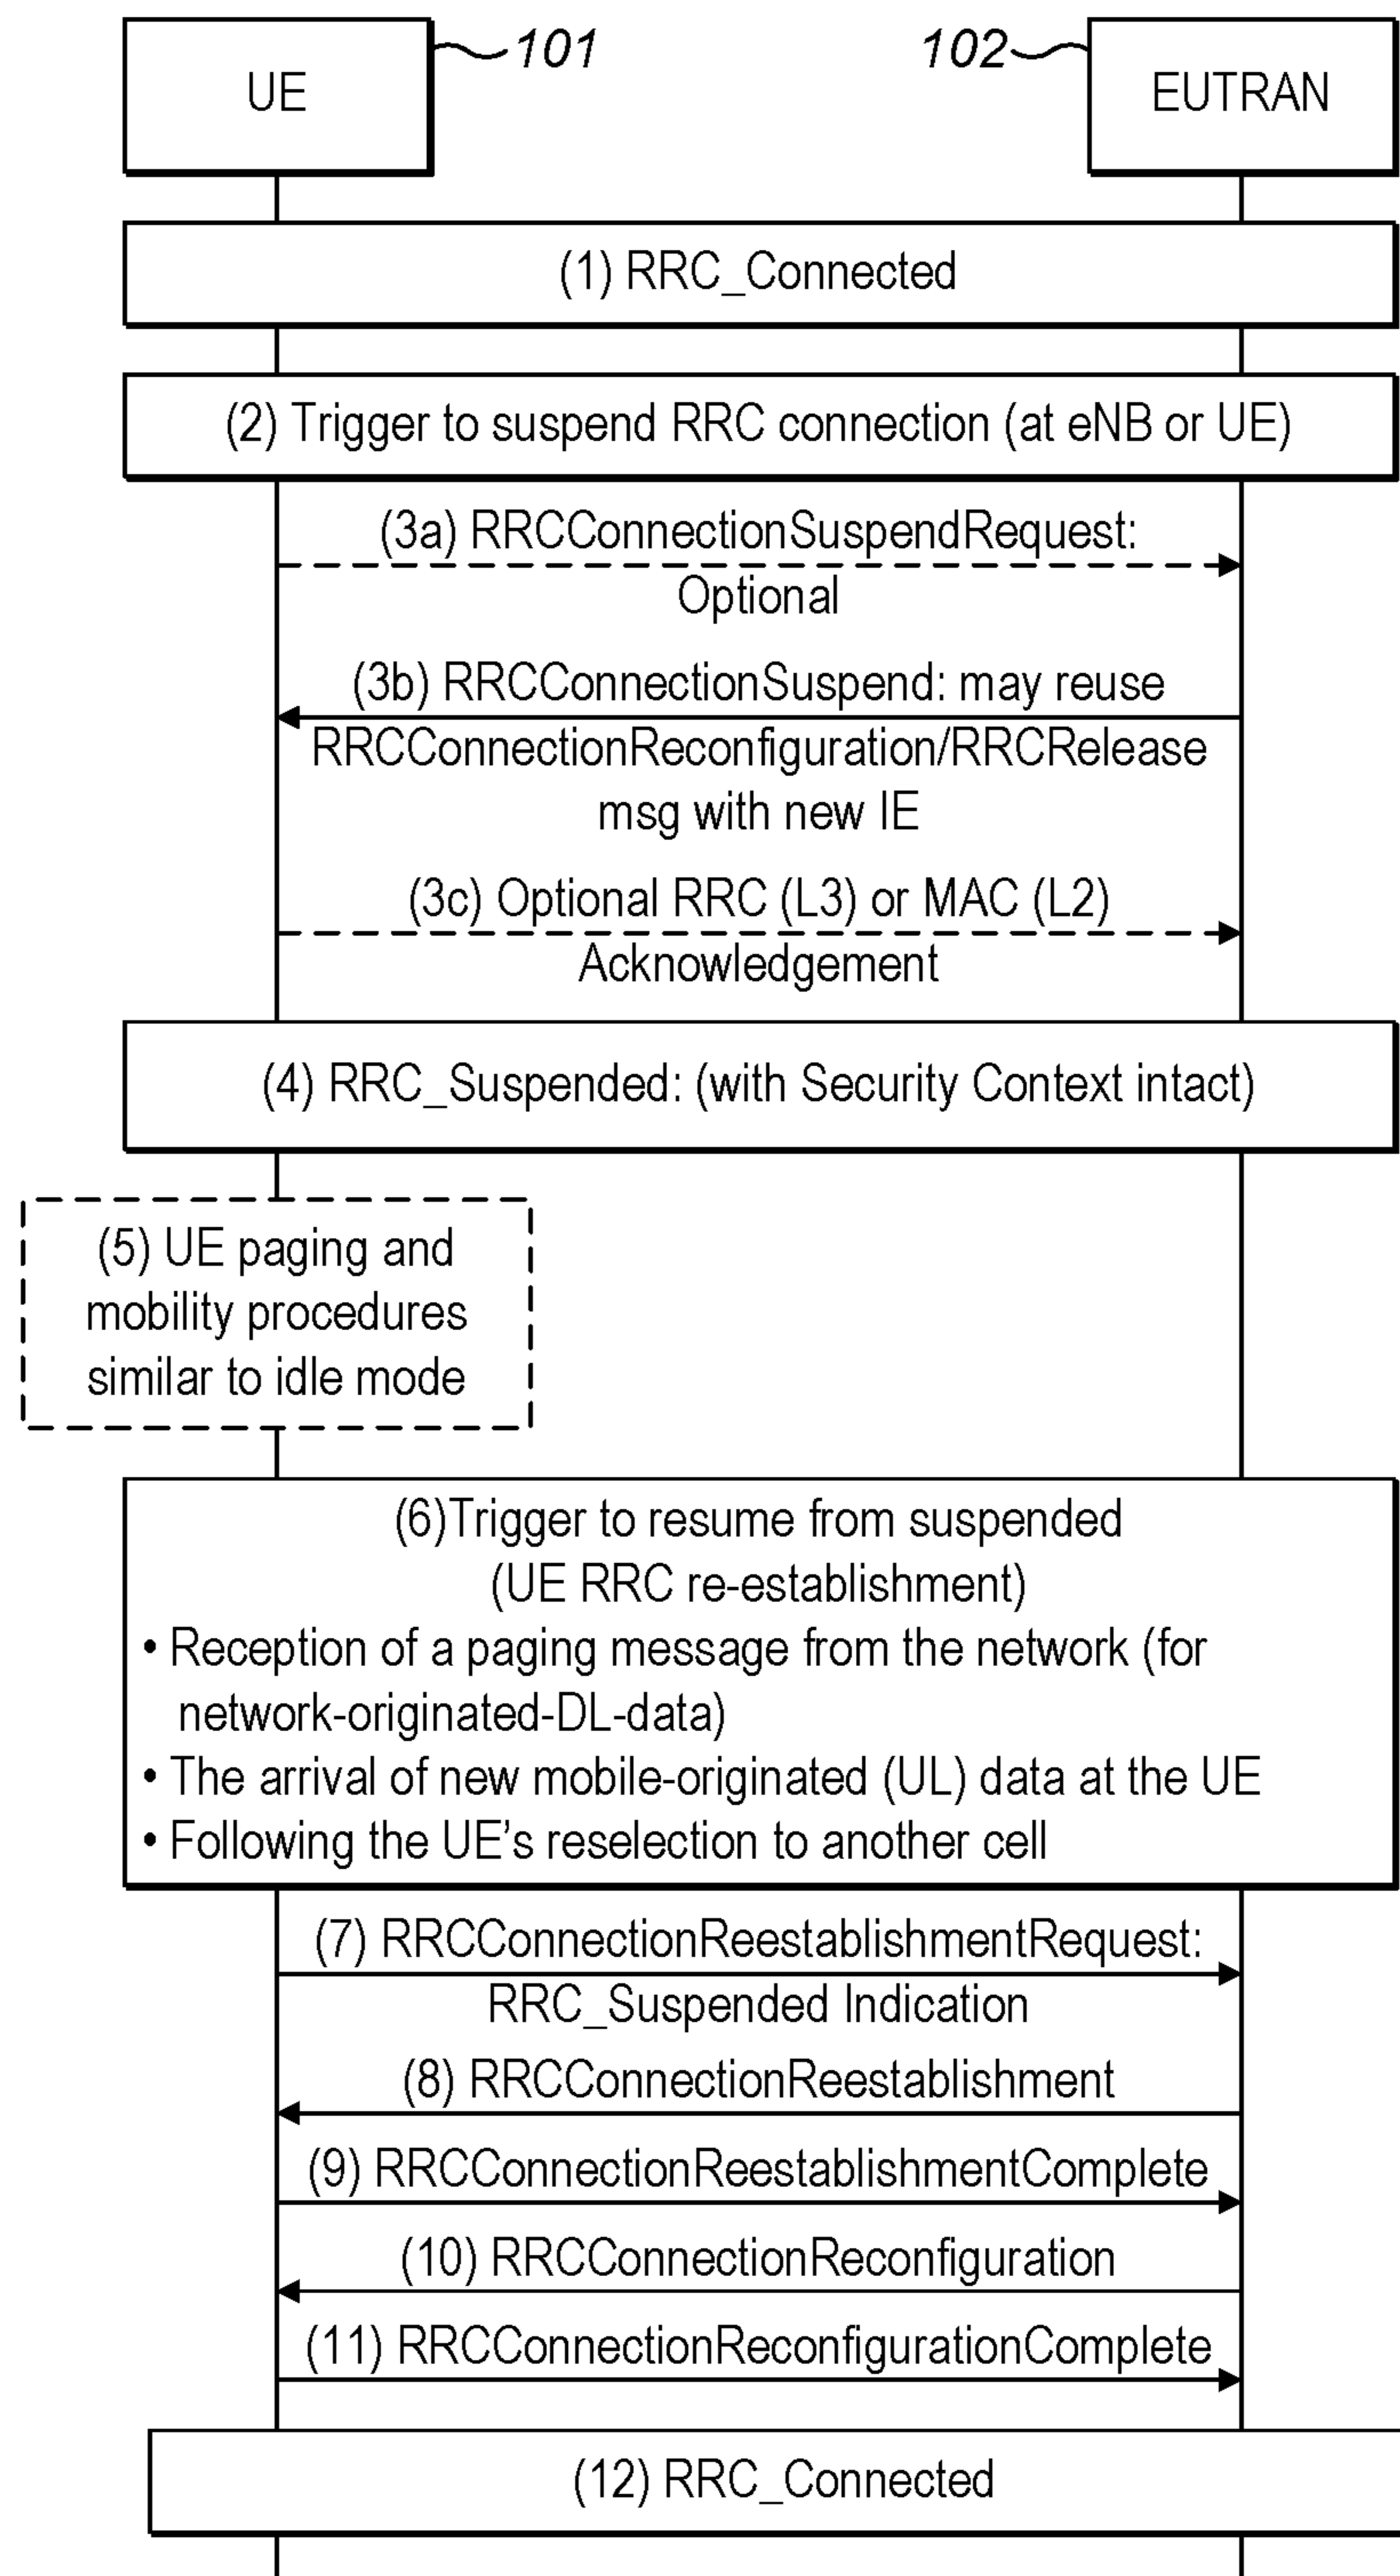 UE
101
102
EUTRAN
(1) RRC_Connected
(2) Trigger to suspend RRC connection (at eNB or UE)
(3a) RRCConnectionSuspendRequest:
Optional
(3b) RRCConnectionSuspend: may reuse
RRCConnectionReconfiguration/RRCRelease
msg with new IE
(3c) Optional RRC (L3) or MAC (L2)
Acknowledgement
(4) RRC_Suspended: (with Security Context intact)
(5) UE paging and
mobility procedures
similar to idle mode
(6)Trigger to resume from suspended
(UE RRC re-establishment)
• Reception of a paging message from the network (for
network-originated-DL-data)
• The arrival of new mobile-originated (UL) data at the UE
• Following the UE’s reselection to another cell
(7) RRCConnectionReestablishmentRequest:
RRC_Suspended Indication
(8) RRCConnectionReestablishment
(9) RRCConnectionReestablishmentComplete
(10) RRCConnectionReconfiguration
(11) RRCConnectionReconfigurationComplete
(12) RRC_Connected